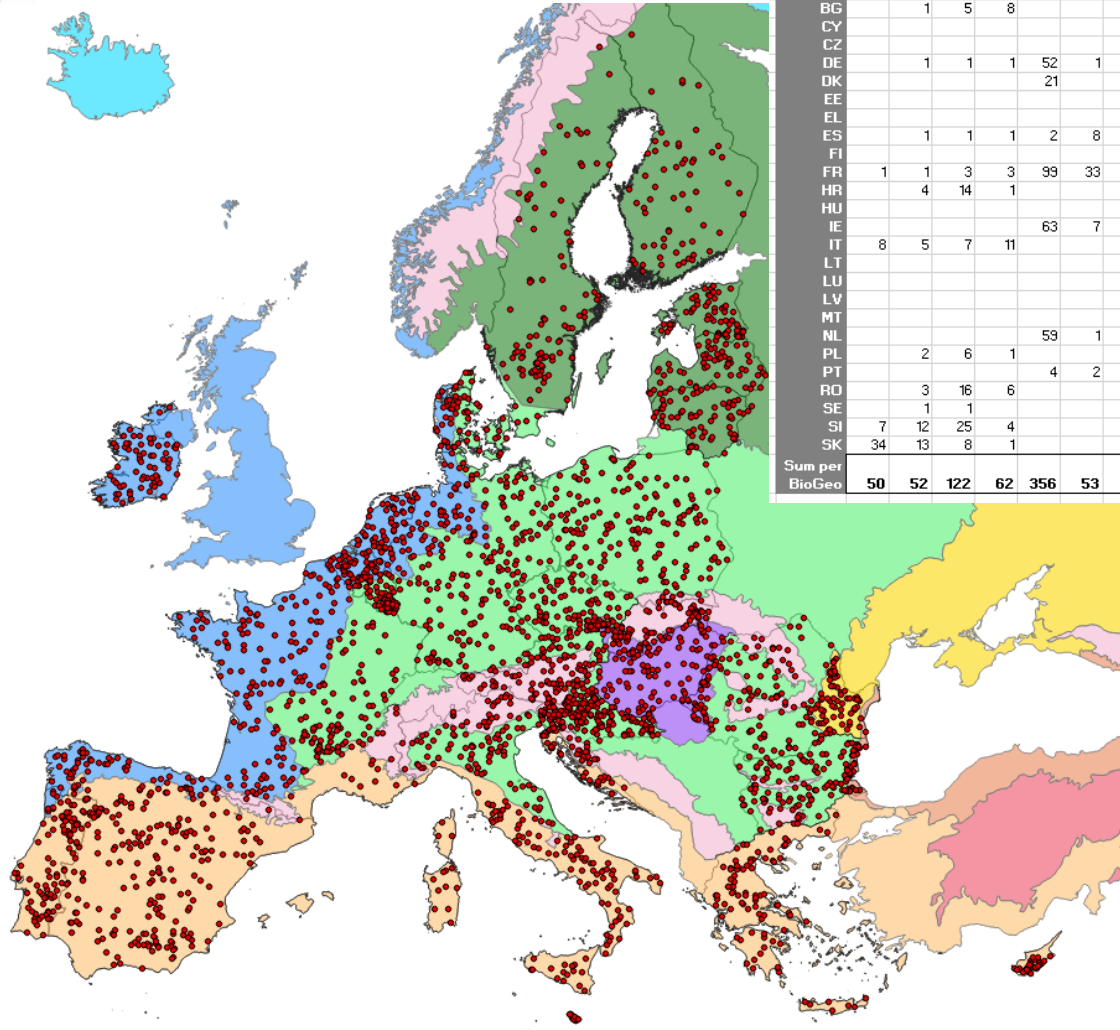 BG 1 5 8
CY
CZ
DE 1 1 1 52 1
DK 21
EE
EL
ES 1 1 1 2 8
FI
FR 1 1 3 3 99 33
HR 4 14 1
HU
IE 63 7
IT 8 5 7 11
LT
LU
LV
MT
NL 59 1
PL 2 6 1
PT 4 2
RO 3 16 6
SE 1 1
SI 7 12 25 4
SK 34 13 8 1
Sum per
BioGeo 50 52 122 62 356 53